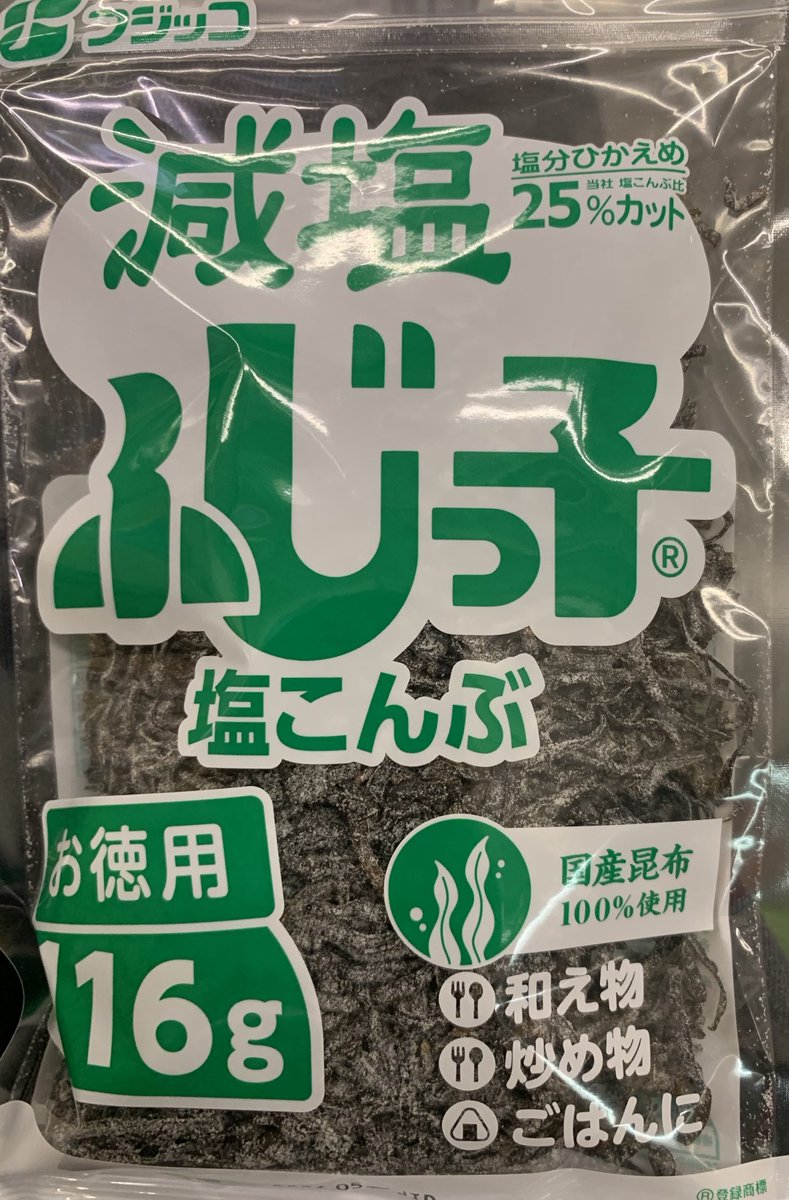 フジッコ
減塩
塩分ひかえめ
当社 塩こんぶ比
25%カット
ふじっ子®
塩こんぶ
お徳用
116g
国産昆布
100%使用
和え物
炒め物
ごはんに
®登録商標